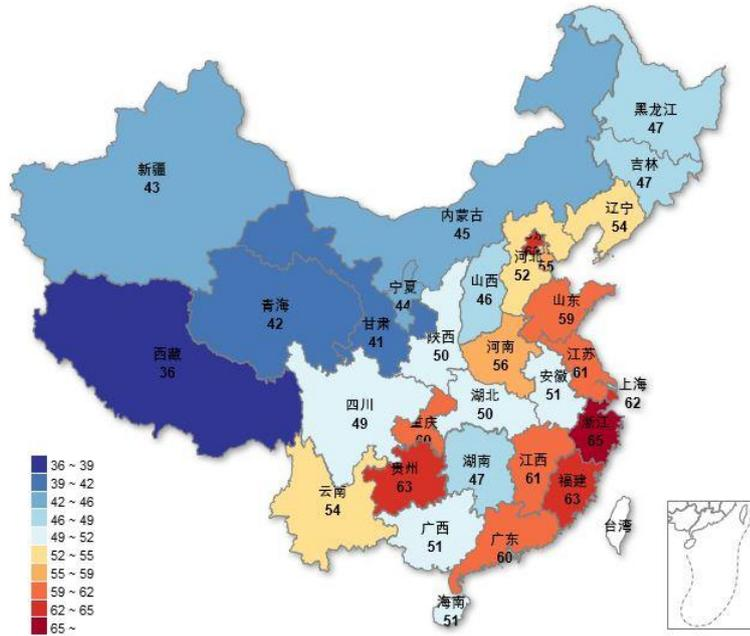 黑龙江
47
吉林
47
新疆
43
辽宁
54
内蒙古
45
河北
52
55
宁夏
44
山西
46
青海
42
山东
59
甘肃
41
陕西
50
河南
56
西藏
36
江苏
61
安徽
51
上海
62
湖北
50
四川
49
重庆
60
浙江
65
贵州
63
湖南
47
江西
61
福建
63
云南
54
广西
51
广东
60
台湾
海南
51
36 ~ 39
39 ~ 42
42 ~ 46
46 ~ 49
49 ~ 52
52 ~ 55
55 ~ 59
59 ~ 62
62 ~ 65
65 ~